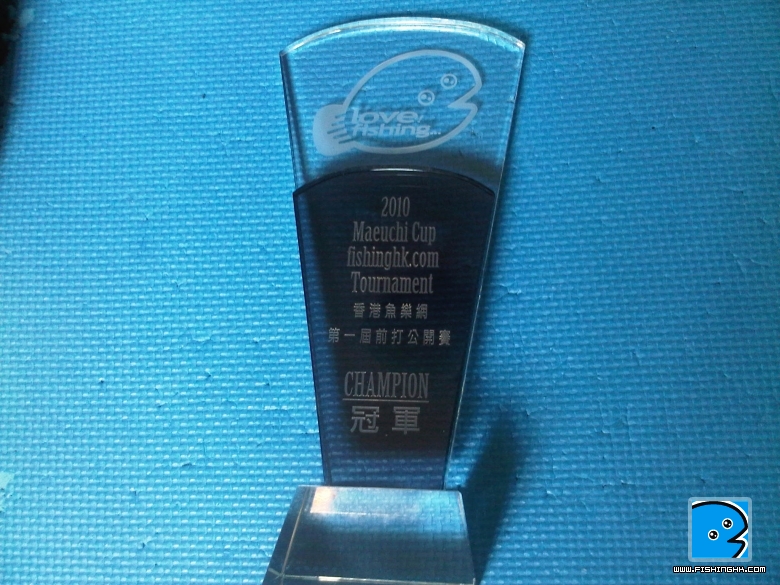 love
fishing
2010
Maeuchi Cup
fishinghk.com
Tournament
香港魚樂網
第一屆前打公開賽
CHAMPION
冠軍
WWW.FISHINGHK.COM